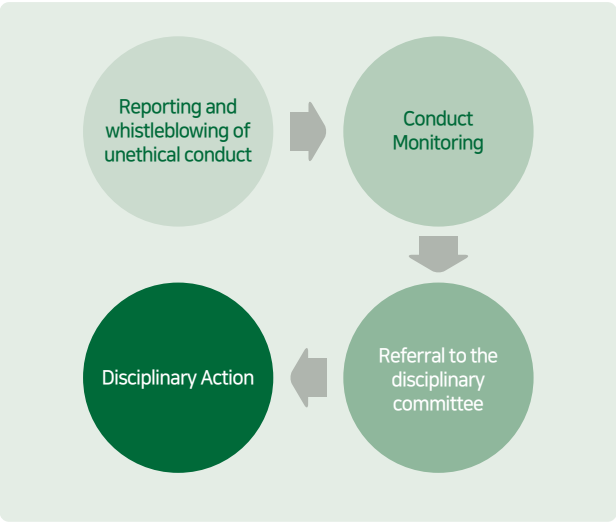 Reporting and
whistleblowing of
unethical conduct
Conduct
Monitoring
Referral to the
disciplinary
committee
Disciplinary Action